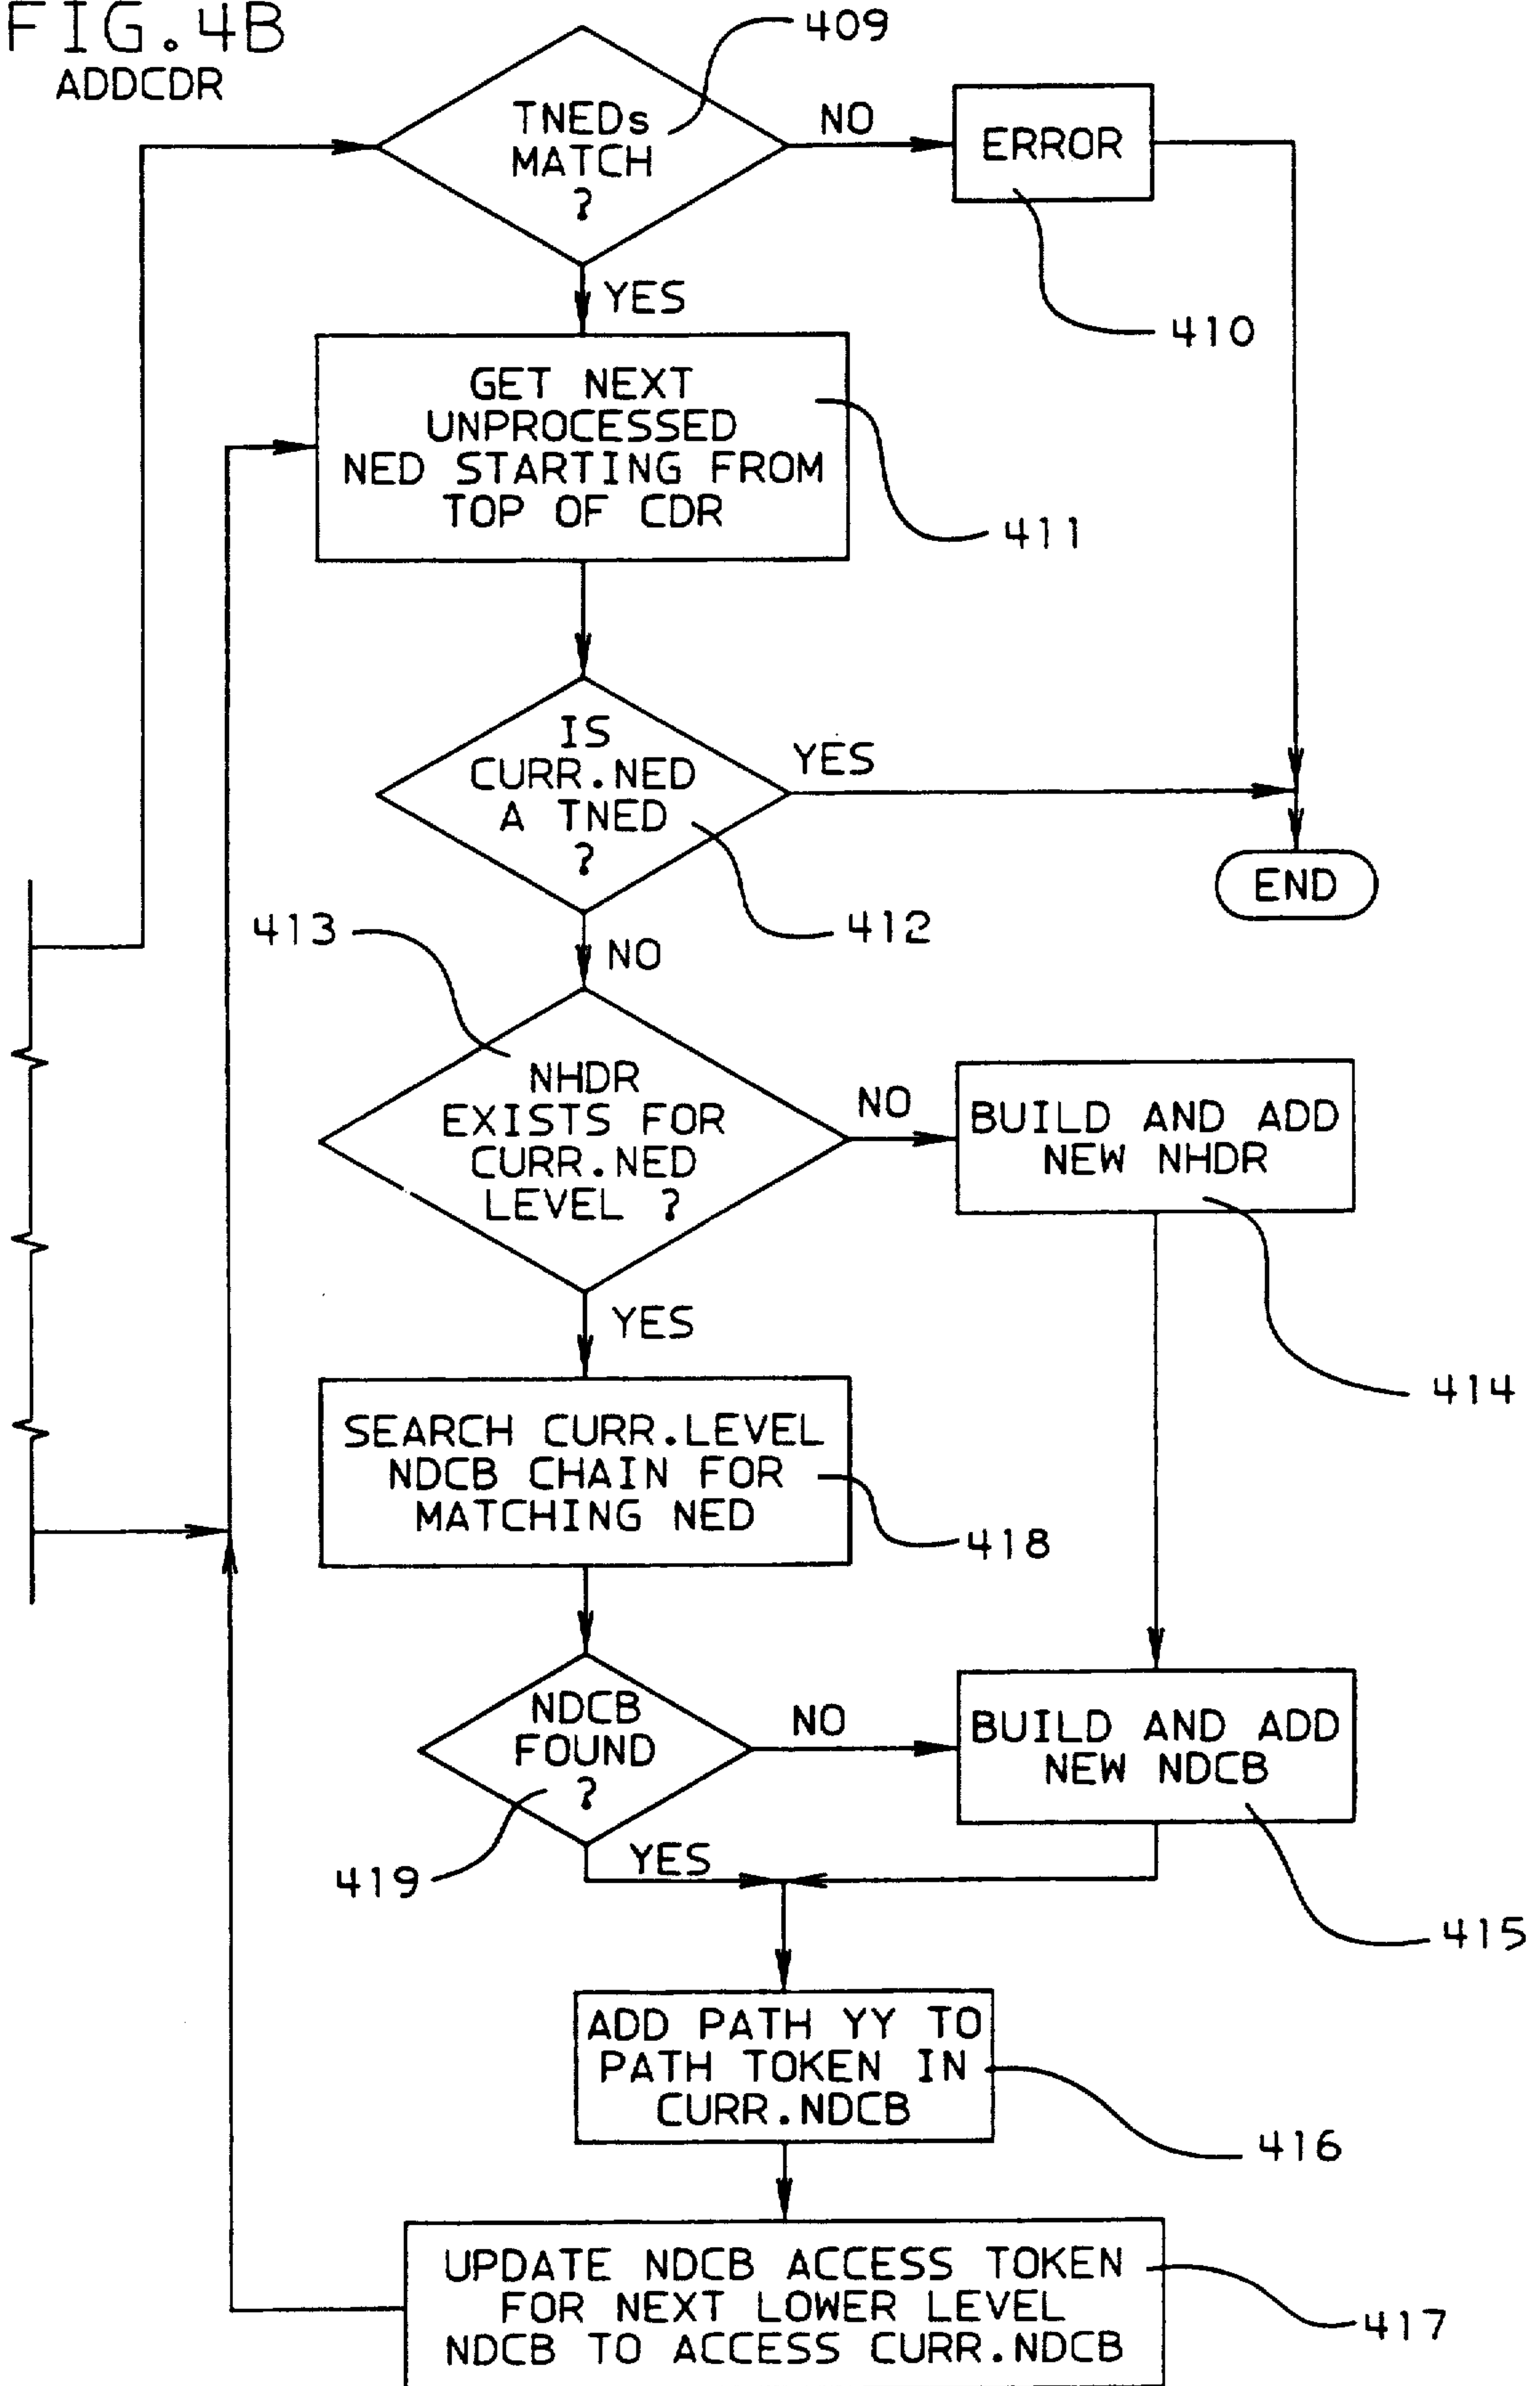 FIG.4B
ADDCDR
409
TNEDs
MATCH
?
NO
ERROR
410
YES
GET NEXT
UNPROCESSED
NED STARTING FROM
TOP OF CDR
411
IS
CURR.NED
A TNED
?
YES
412
END
413
NO
NHDR
EXISTS FOR
CURR.NED
LEVEL ?
NO
BUILD AND ADD
NEW NHDR
414
YES
SEARCH CURR.LEVEL
NDCB CHAIN FOR
MATCHING NED
418
NDCB
FOUND
?
NO
BUILD AND ADD
NEW NDCB
419
YES
415
ADD PATH YY TO
PATH TOKEN IN
CURR.NDCB
416
UPDATE NDCB ACCESS TOKEN
FOR NEXT LOWER LEVEL
NDCB TO ACCESS CURR.NDCB
417